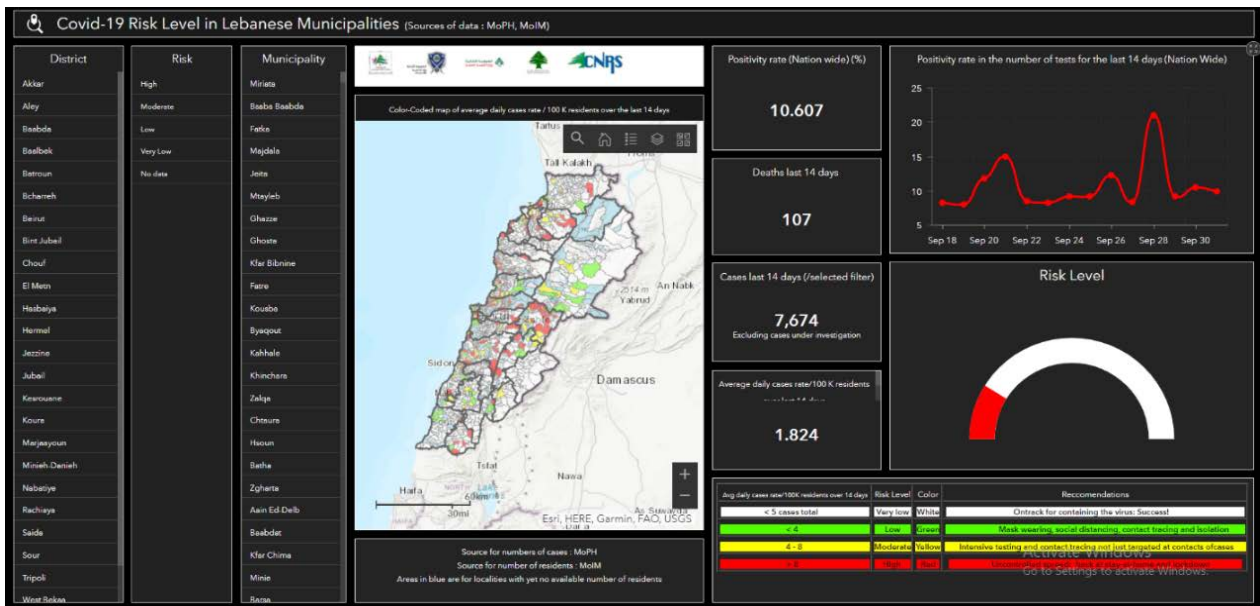 Covid-19 Risk Level in Lebanese Municipalities (Sources of data : MoPH, MoIM)
District
Akkar
Aley
Baabda
Baalbek
Batroun
Bcharreh
Beirut
Bint Jubeil
Chouf
El Metn
Hasbaiya
Hermel
Jezzine
Jubail
Kesrouane
Koura
Marjaayoun
Minieh-Danieh
Nabatiye
Rachiaya
Saida
Sour
Tripoli
West Bekaa
Risk
High
Moderate
Low
Very Low
No data
Municipality
Miriata
Baaba Baabda
Fatka
Majdala
Jeita
Mtayleb
Ghazze
Ghosta
Kfar Bibnine
Fatre
Kousba
Byaqout
Kahhale
Khinchara
Zalqa
Chtaura
Hsoun
Batha
Zgharta
Aain Ed-Delb
Baabdat
Kfar Chima
Minie
Barsa
CNRS
Color-Coded map of average daily cases rate / 100 K residents over the last 14 days
Tartus
Tall Kalakh
2814 m
An Nabk
Yabrud
Sidon
Damascus
Tsfat
Nawa
Haifa
As Suwayda
60km
30mi
Esri, HERE, Garmin, FAO, USGS
Source for numbers of cases : MoPH
Source for number of residents : MoIM
Areas in blue are for localities with yet no available number of residents
Positivity rate (Nation wide) (%)
10.607
Deaths last 14 days
107
Cases last 14 days (/selected filter)
7,674
Excluding cases under investigation
Average daily cases rate/100 K residents
1.824
Positivity rate in the number of tests for the last 14 days (Nation Wide)
25
20
15
10
5
Sep 18 Sep 20 Sep 22 Sep 24 Sep 26 Sep 28 Sep 30
Risk Level
Avg daily cases rate/100K residents over 14 days Risk Level Color Reccomendations
< 5 cases total Very low White Ontrack for containing the virus: Success!
< 4 Low Green Mask wearing, social distancing, contact tracing and isolation
4 - 8 Moderate Yellow Intensive testing and contact tracing not just targeted at contacts ofcases
> 8 High Red
Activate Windows
Go to Settings to activate Windows.